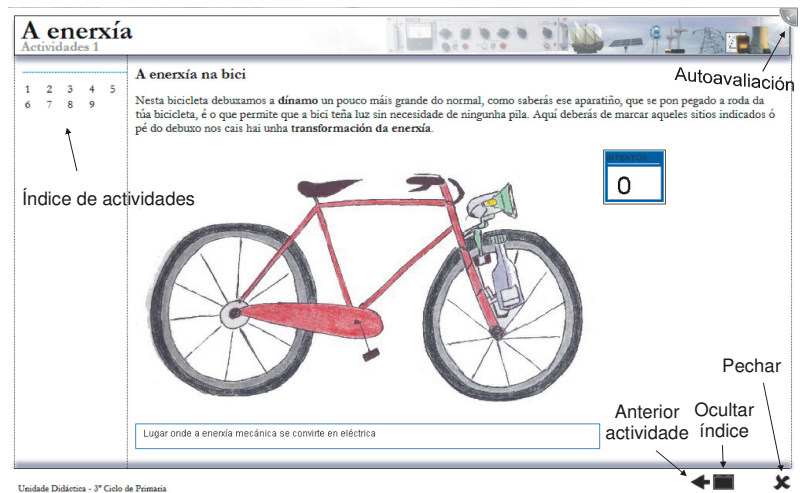 A enerxía
Actividades 1
Autoavaliación
1 2 3 4 5
6 7 8 9
Índice de actividades
A enerxía na bici
Nesta bicicleta debuxamos a dínamo un pouco máis grande do normal, como saberás ese aparatiño, que se pon pegado a roda da
túa bicicleta, é o que permite que a bici teña luz sin necesidade de ningunha pila. Aquí deberás de marcar aqueles sitios indicados ó
pé do debuxo nos cais hai unha transformación da enerxía.
INTENTOS
0
Lugar onde a enerxía mecánica se convirte en eléctrica
Pechar
Anterior
actividade
Ocultar
índice
Unidade Didáctica - 3º Ciclo de Primaria